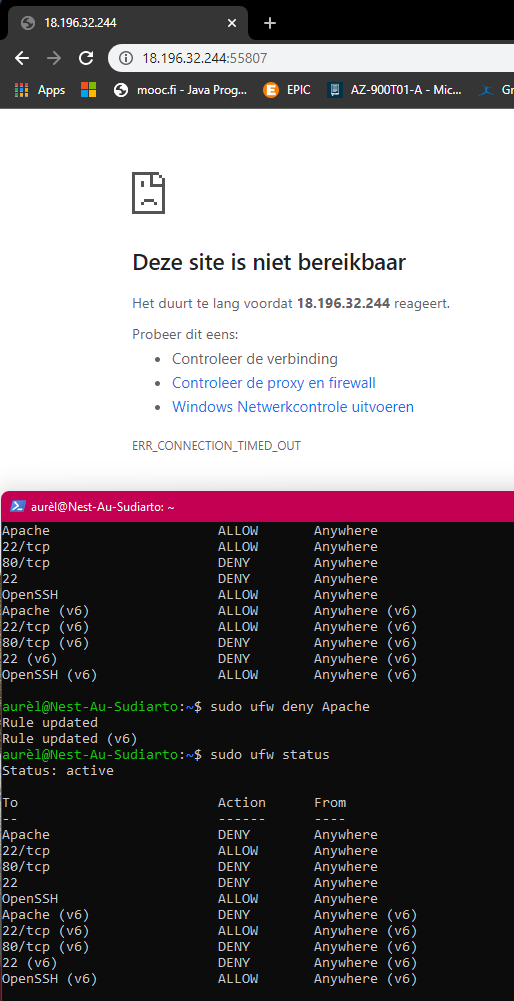 18.196.32.244
18.196.32.244:55807
Apps mooc.fi - Java Prog... EPIC AZ-900T01-A - Mic... Gr
Deze site is niet bereikbaar
Het duurt te lang voordat 18.196.32.244 reageert.
Probeer dit eens:
• Controleer de verbinding
• Controleer de proxy en firewall
• Windows Netwerkcontrole uitvoeren
ERR_CONNECTION_TIMED_OUT
aurèl@Nest-Au-Sudiarto: ~
Apache ALLOW Anywhere
22/tcp ALLOW Anywhere
80/tcp DENY Anywhere
22 DENY Anywhere
OpenSSH ALLOW Anywhere
Apache (v6) ALLOW Anywhere (v6)
22/tcp (v6) ALLOW Anywhere (v6)
80/tcp (v6) DENY Anywhere (v6)
22 (v6) DENY Anywhere (v6)
OpenSSH (v6) ALLOW Anywhere (v6)
aurèl@Nest-Au-Sudiarto:~$ sudo ufw deny Apache
Rule updated
Rule updated (v6)
aurèl@Nest-Au-Sudiarto:~$ sudo ufw status
Status: active
To Action From
-- ------ ----
Apache DENY Anywhere
22/tcp ALLOW Anywhere
80/tcp DENY Anywhere
22 DENY Anywhere
OpenSSH ALLOW Anywhere
Apache (v6) DENY Anywhere (v6)
22/tcp (v6) ALLOW Anywhere (v6)
80/tcp (v6) DENY Anywhere (v6)
22 (v6) DENY Anywhere (v6)
OpenSSH (v6) ALLOW Anywhere (v6)